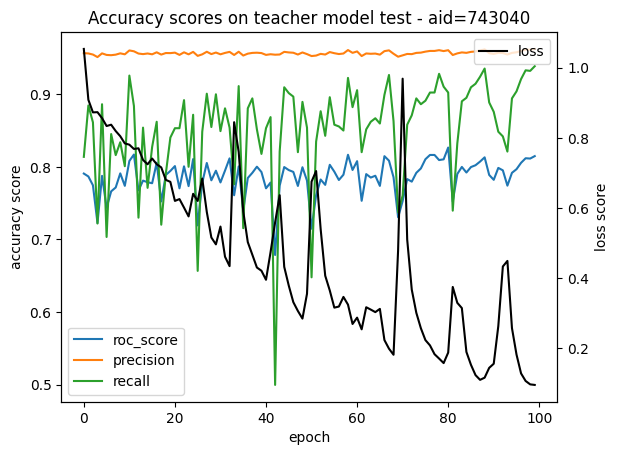 Accuracy scores on teacher model test - aid=743040
loss
accuracy score
0.9
0.8
0.7
0.6
0.5
1.0
0.8
0.6
0.4
0.2
loss score
roc_score
precision
recall
0 20 40 60 80 100
epoch